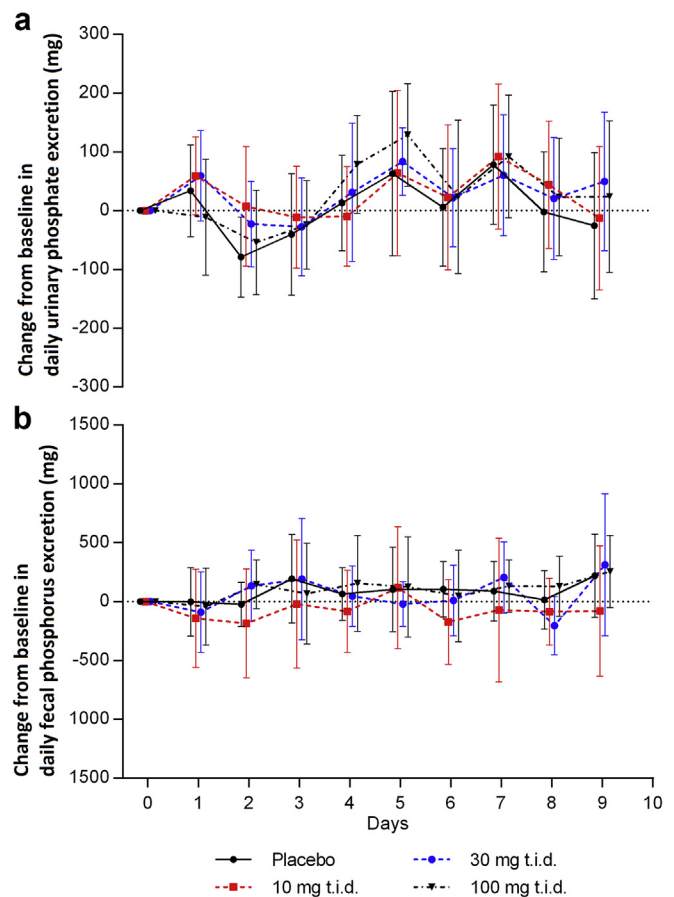 a
Change from baseline in
daily urinary phosphate excretion (mg)
300
200
100
0
-100
-200
-300
b
Change from baseline in
daily fecal phosphorus excretion (mg)
1500
1000
500
0
-500
1000
1500
0 1 2 3 4 5 6 7 8 9 10
Days
Placebo 30 mg t.i.d.
10 mg t.i.d. 100 mg t.i.d.